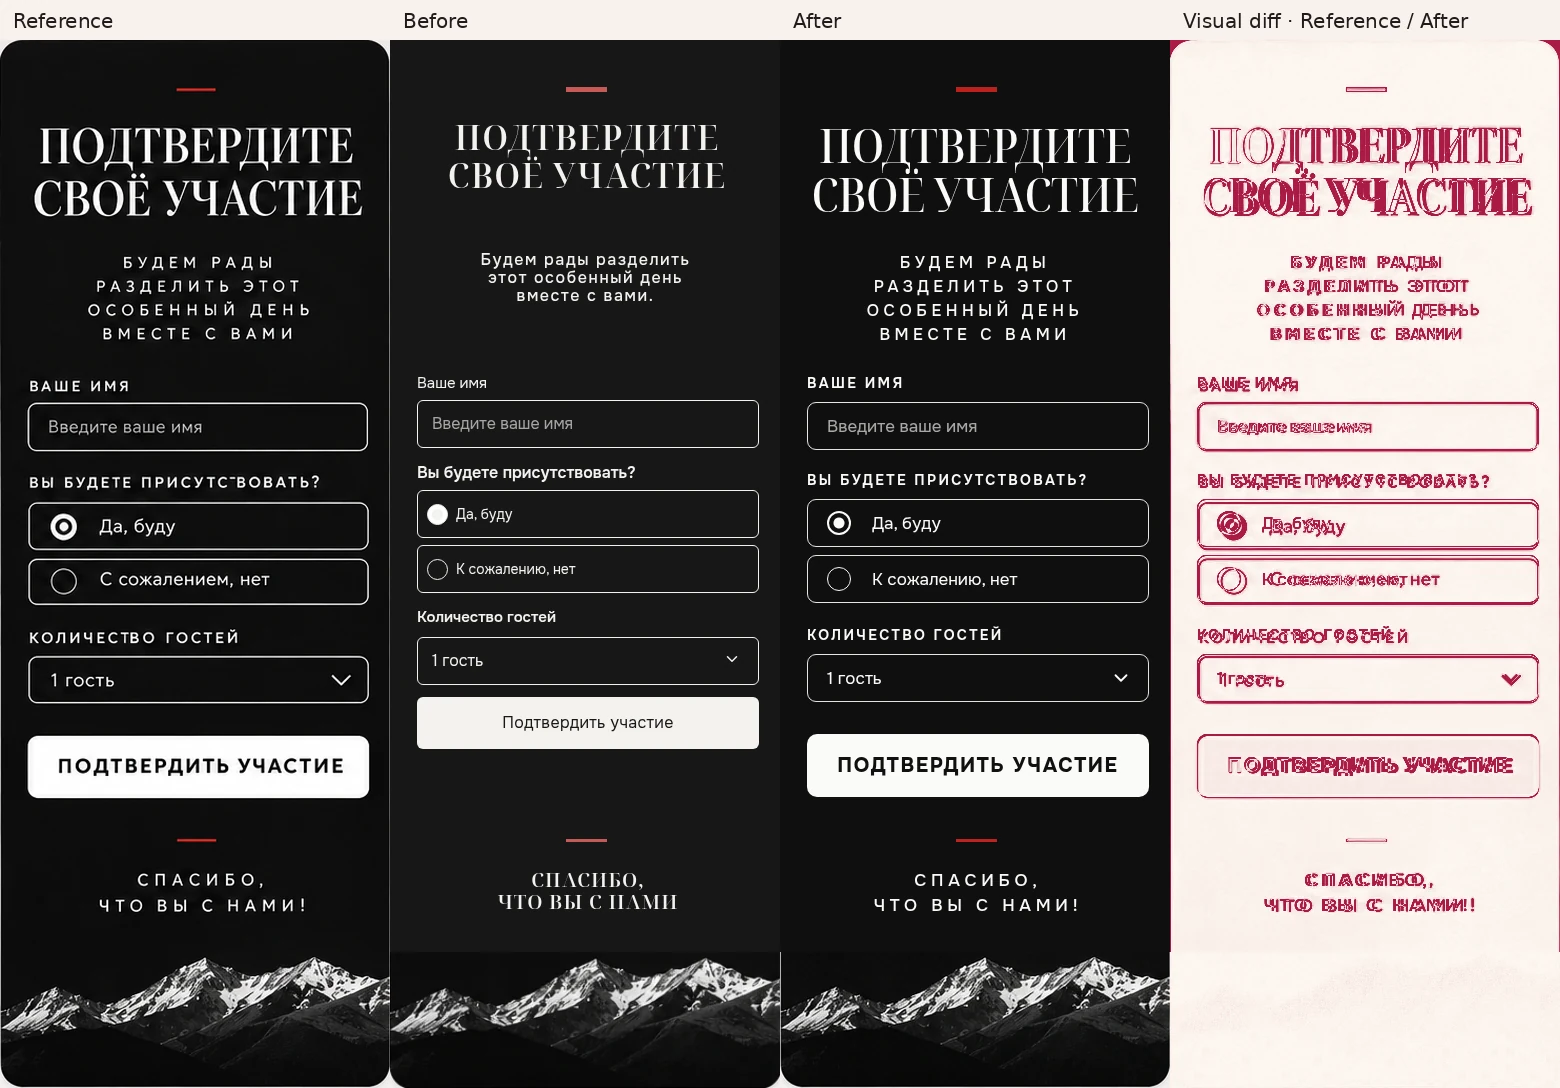 Reference
Before
After
Visual diff · Reference / After
ПОДТВЕРДИТЕ
СВОЁ УЧАСТИЕ
БУДЕМ РАДЫ
РАЗДЕЛИТЬ ЭТОТ
ОСОБЕННЫЙ ДЕНЬ
ВМЕСТЕ С ВАМИ
ВАШЕ ИМЯ
Введите ваше имя
ВЫ БУДЕТЕ ПРИСУТСТВОВАТЬ?
Да, буду
С сожалением, нет
КОЛИЧЕСТВО ГОСТЕЙ
1 гость
ПОДТВЕРДИТЬ УЧАСТИЕ
СПАСИБО,
ЧТО ВЫ С НАМИ!
ПОДТВЕРДИТЕ
СВОЁ УЧАСТИЕ
Будем рады разделить
этот особенный день
вместе с вами.
Ваше имя
Введите ваше имя
Вы будете присутствовать?
Да, буду
К сожалению, нет
Количество гостей
1 гость
Подтвердить участие
СПАСИБО,
ЧТО ВЫ С НАМИ
ПОДТВЕРДИТЕ
СВОЁ УЧАСТИЕ
БУДЕМ РАДЫ
РАЗДЕЛИТЬ ЭТОТ
ОСОБЕННЫЙ ДЕНЬ
ВМЕСТЕ С ВАМИ
ВАШЕ ИМЯ
Введите ваше имя
ВЫ БУДЕТЕ ПРИСУТСТВОВАТЬ?
Да, буду
К сожалению, нет
КОЛИЧЕСТВО ГОСТЕЙ
1 гость
ПОДТВЕРДИТЬ УЧАСТИЕ
СПАСИБО,
ЧТО ВЫ С НАМИ!
ПОДТВЕРДИТЕ
СВОЁ УЧАСТИЕ